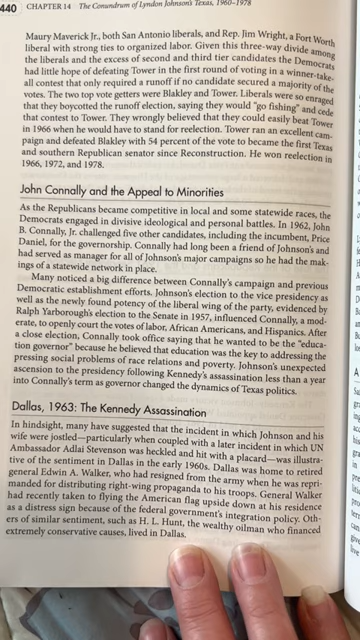 440 CHAPTER 14 The Conundrum of Lyndon Johnson's Texas, 1960–1978
Maury Maverick Jr., both San Antonio liberals, and Rep. Jim Wright, a Fort Worth
liberal with strong ties to organized labor. Given this three-way divide among
the liberals and the excess of second and third tier candidates the Democrats
had little hope of defeating Tower in the first round of voting in a winner-take-
all contest that only required a runoff if no candidate secured a majority of the
votes. The two top vote getters were Blakley and Tower. Liberals were so enraged
that they boycotted the runoff election, saying they would "go fishing" and cede
that contest to Tower. They wrongly believed that they could easily beat Tower
in 1966 when he would have to stand for reelection. Tower ran an excellent cam-
paign and defeated Blakley with 54 percent of the vote to become the first Texas
and southern Republican senator since Reconstruction. He won reelection in
1966, 1972, and 1978.
John Connally and the Appeal to Minorities
As the Republicans became competitive in local and some statewide races, the
Democrats engaged in divisive ideological and personal battles. In 1962, John
B. Connally, Jr. challenged five other candidates, including the incumbent, Price
Daniel, for the governorship. Connally had long been a friend of Johnson's and
had served as manager for all of Johnson's major campaigns so he had the mak-
ings of a statewide network in place.
Many noticed a big difference between Connally's campaign and previous
Democratic establishment efforts. Johnson's election to the vice presidency as
well as the newly found potency of the liberal wing of the party, evidenced by
Ralph Yarborough's election to the Senate in 1957, influenced Connally, a mod-
erate, to openly court the votes of labor, African Americans, and Hispanics. After
a close election, Connally took office saying that he wanted to be the "educa-
tion governor" because he believed that education was the key to addressing the
pressing social problems of race relations and poverty. Johnson's unexpected
ascension to the presidency following Kennedy's assassination less than a year
into Connally's term as governor changed the dynamics of Texas politics.
Dallas, 1963: The Kennedy Assassination
In hindsight, many have suggested that the incident in which Johnson and his
wife were jostled—particularly when coupled with a later incident in which UN
Ambassador Adlai Stevenson was heckled and hit with a placard—was illustra-
tive of the sentiment in Dallas in the early 1960s. Dallas was home to retired
general Edwin A. Walker, who had resigned from the army when he was repri-
manded for distributing right-wing propaganda to his troops. General Walker
had recently taken to flying the American flag upside down at his residence
as a distress sign because of the federal government's integration policy. Oth-
ers of similar sentiment, such as H. L. Hunt, the wealthy oilman who financed
extremely conservative causes, lived in Dallas.